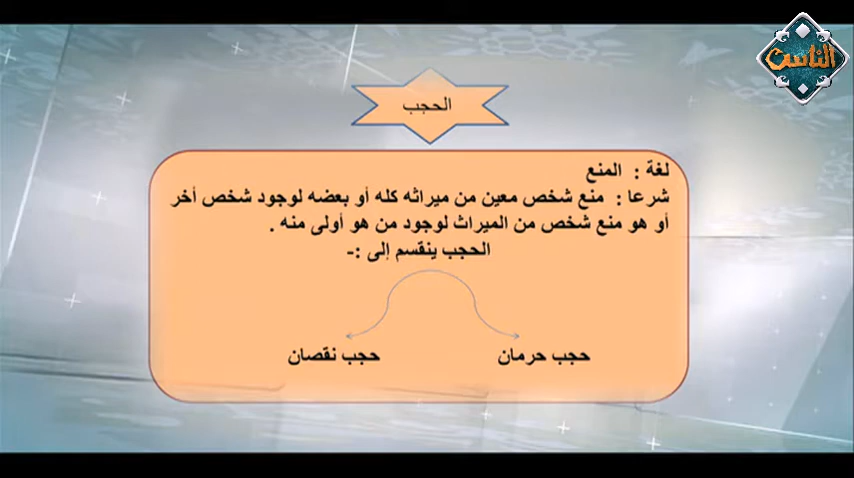 الناس
الحجب
لغة : المنع
شرعا : منع شخص معين من ميراثه كله أو بعضه لوجود شخص أخر
أو هو منع شخص من الميراث لوجود من هو أولى منه .
الحجب ينقسم إلى :-
حجب حرمان حجب نقصان